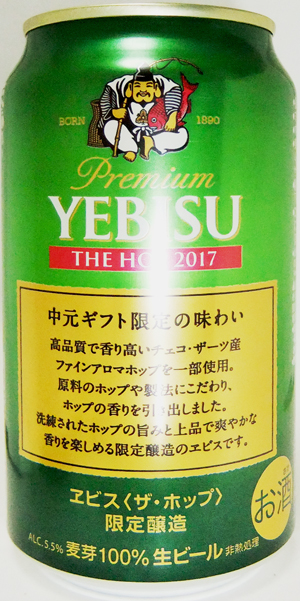 BORN 1890
Premium
YEBISU
THE HOP 2017
中元ギフト限定の味わい
高品質で香り高いチェコ・ザーツ産
ファインアロマホップを一部使用。
原料のホップや製法にこだわり、
ホップの香りを引き出しました。
洗練されたホップの旨みと上品で爽やかな
香りを楽しめる限定醸造のヱビスです。
ヱビス〈ザ・ホップ〉
限定醸造
お酒
ALC.5.5% 麦芽100% 生ビール 非熱処理